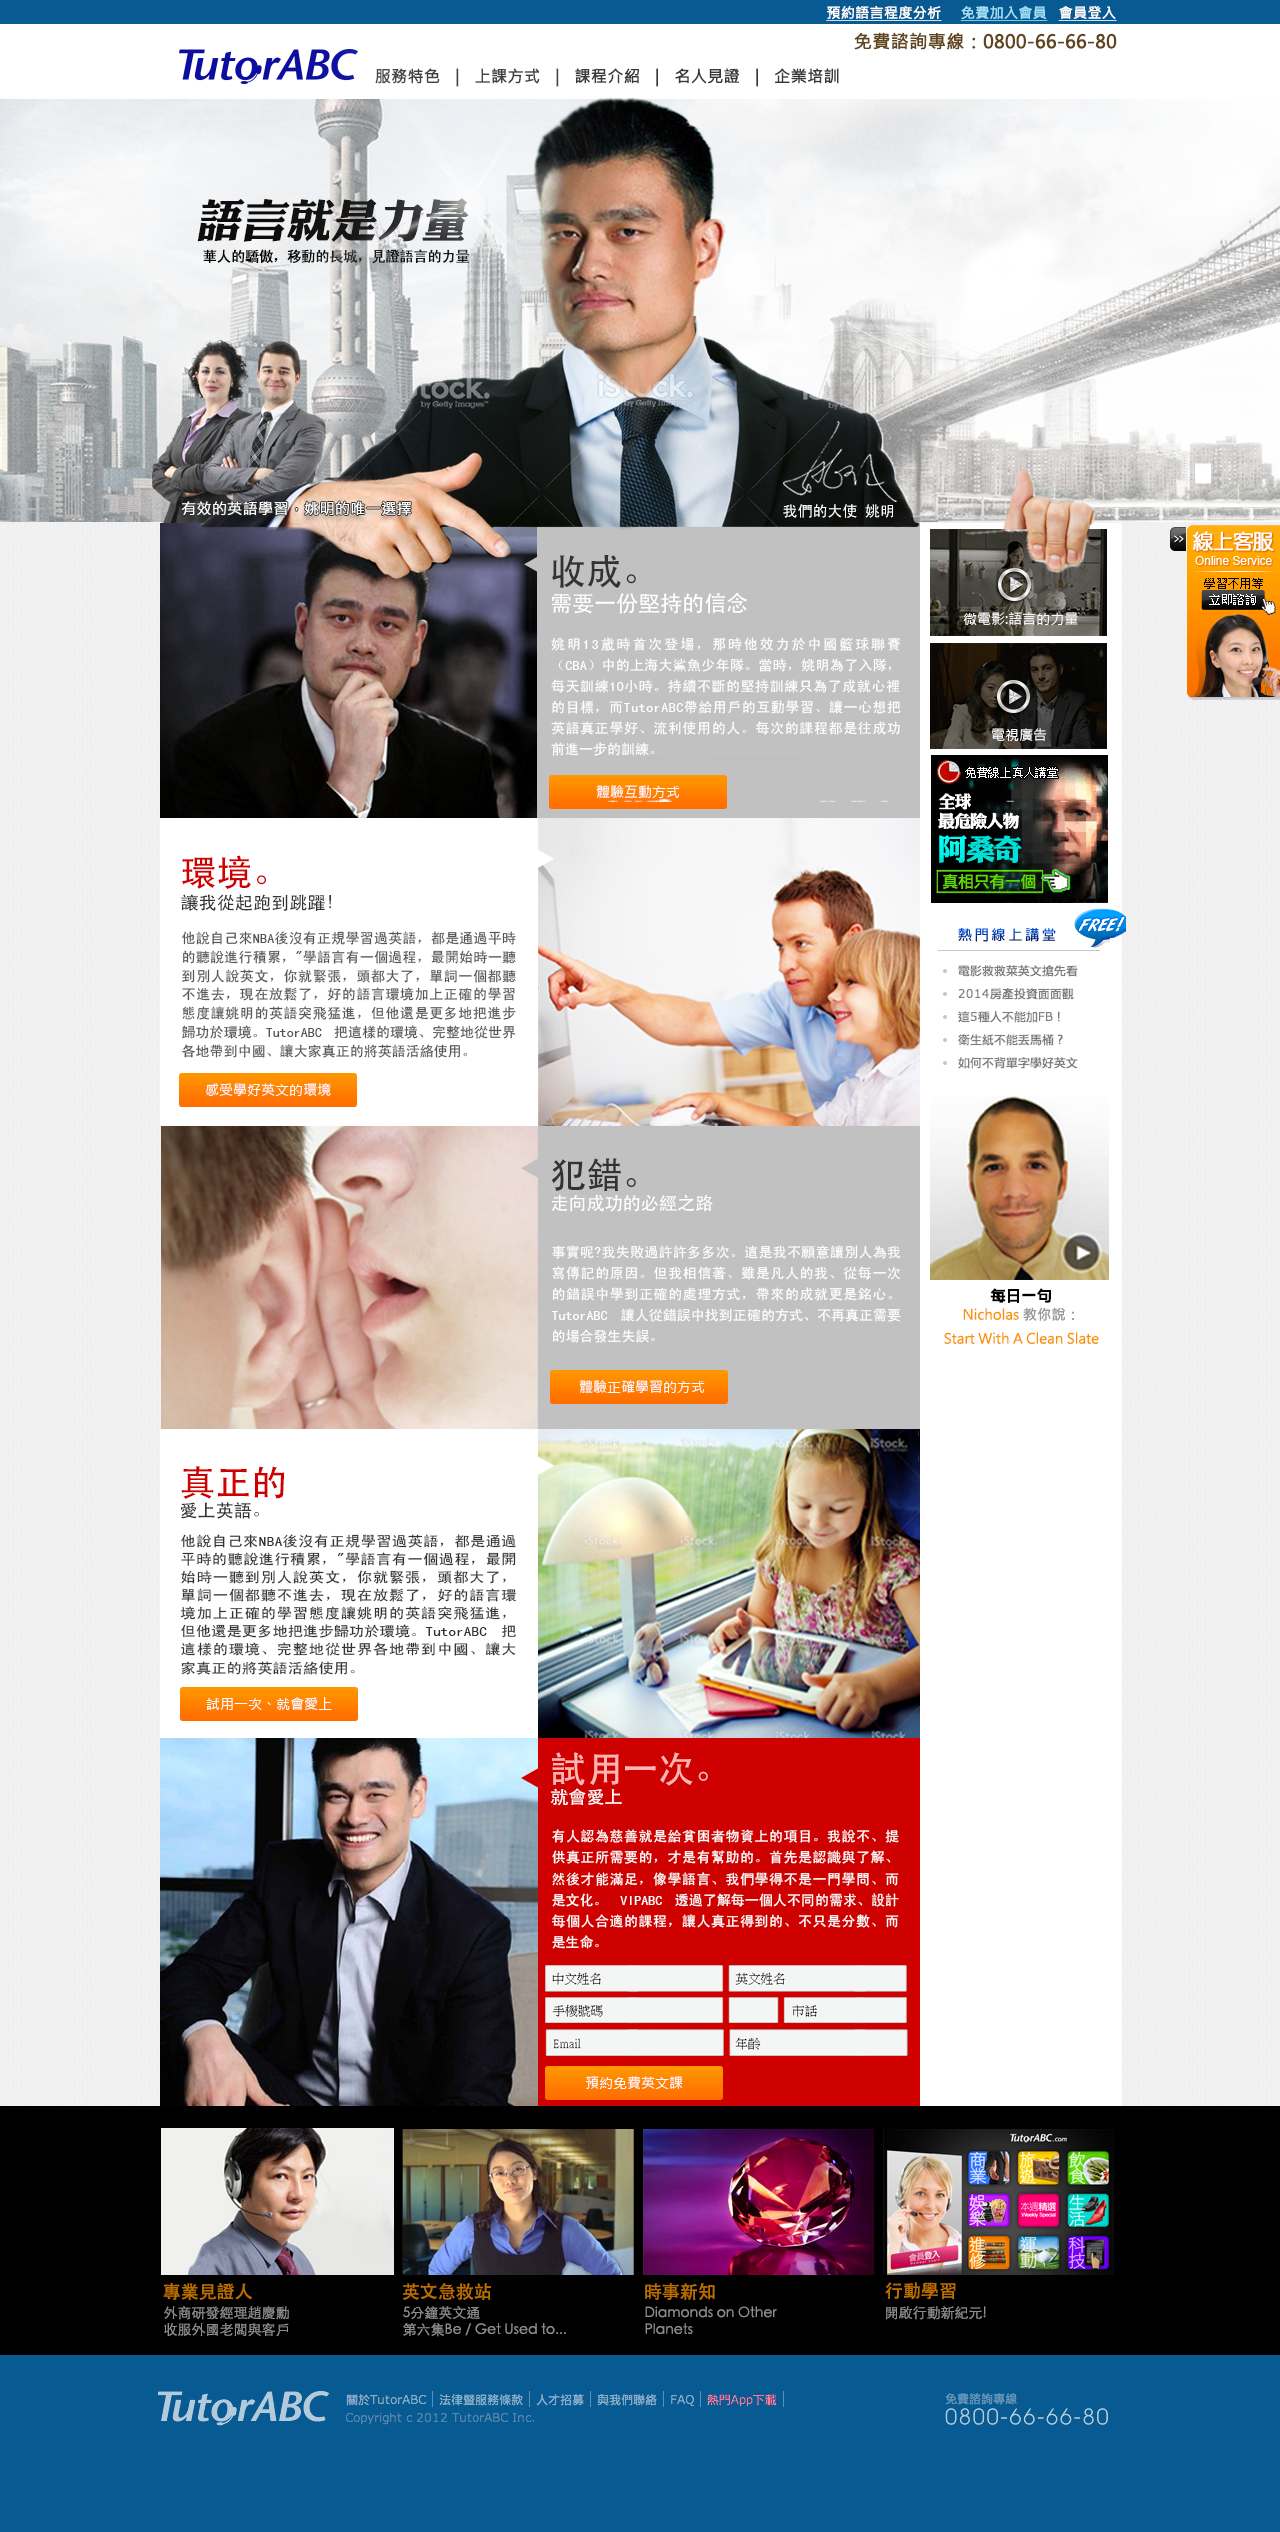 預約語言程度分析 免費加入會員 會員登入
免費諮詢專線：0800-66-66-80
TutorABC
服務特色 | 上課方式 | 課程介紹 | 名人見證 | 企業培訓
語言就是力量
華人的驕傲，移動的長城，見證語言的力量
iStock.
by Getty Images™
有效的英語學習，姚明的唯一選擇
我們的大使 姚明
收成。
需要一份堅持的信念
姚明13歲時首次登場，那時他效力於中國籃球聯賽
（CBA）中的上海大鯊魚少年隊。當時，姚明為了入隊，
每天訓練10小時。持續不斷的堅持訓練只為了成就心裡
的目標，而TutorABC帶給用戶的互動學習、讓一心想把
英語真正學好、流利使用的人。每次的課程都是往成功
前進一步的訓練。
體驗互動方式
微電影:語言的力量
電視廣告
免費線上真人講堂
全球
最危險人物
阿桑奇
真相只有一個
線上客服
Online Service
學習不用等
立即諮詢
環境。
讓我從起跑到跳躍！
他說自己來NBA後沒有正規學習過英語，都是通過平時
的聽說進行積累，"學語言有一個過程，最開始時一聽
到別人說英文，你就緊張，頭都大了，單詞一個都聽
不進去，現在放鬆了，好的語言環境加上正確的學習
態度讓姚明的英語突飛猛進，但他還是更多地把進步
歸功於環境。TutorABC 把這樣的環境、完整地從世界
各地帶到中國、讓大家真正的將英語活絡使用。
感受學好英文的環境
熱門線上講堂 FREE!
電影救救菜英文搶先看
2014房產投資面面觀
這5種人不能加FB！
衛生紙不能丟馬桶？
如何不背單字學好英文
每日一句
Nicholas 教你說：
Start With A Clean Slate
犯錯。
走向成功的必經之路
事實呢?我失敗過許許多多次。這是我不願意讓別人為我
寫傳記的原因。但我相信著、雖是凡人的我、從每一次
的錯誤中學到正確的處理方式，帶來的成就更是銘心。
TutorABC 讓人從錯誤中找到正確的方式、不再真正需要
的場合發生失誤。
體驗正確學習的方式
真正的
愛上英語。
他說自己來NBA後沒有正規學習過英語，都是通過
平時的聽說進行積累，"學語言有一個過程，最開
始時一聽到別人說英文，你就緊張，頭都大了，
單詞一個都聽不進去，現在放鬆了，好的語言環
境加上正確的學習態度讓姚明的英語突飛猛進，
但他還是更多地把進步歸功於環境。TutorABC 把
這樣的環境、完整地從世界各地帶到中國、讓大
家真正的將英語活絡使用。
試用一次、就會愛上
試用一次。
就會愛上
有人認為慈善就是給貧困者物資上的項目。我說不、提
供真正所需要的，才是有幫助的。首先是認識與了解、
然後才能滿足，像學語言、我們學得不是一門學問、而
是文化。 VIPABC 透過了解每一個人不同的需求、設計
每個人合適的課程，讓人真正得到的、不只是分數、而
是生命。
中文姓名 英文姓名
手機號碼 市話
Email 年齡
預約免費英文課
TutorABC.com
商業 旅遊 飲食
娛樂 本週精選 Weekly Special 生活
進修 運動 科技
會員登入
專業見證人
外商研發經理趙慶勳
收服外國老闆與客戶
英文急救站
5分鐘英文通
第六集Be / Get Used to...
時事新知
Diamonds on Other
Planets
行動學習
開啟行動新紀元!
TutorABC
關於TutorABC | 法律暨服務條款 | 人才招募 | 與我們聯絡 | FAQ | 熱門App下載 |
Copyright c 2012 TutorABC Inc.
免費諮詢專線
0800-66-66-80